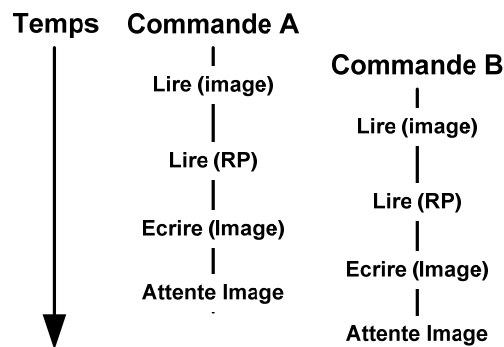 Temps
Commande A
Lire (image)
Lire (RP)
Ecrire (Image)
Attente Image
Commande B
Lire (image)
Lire (RP)
Ecrire (Image)
Attente Image